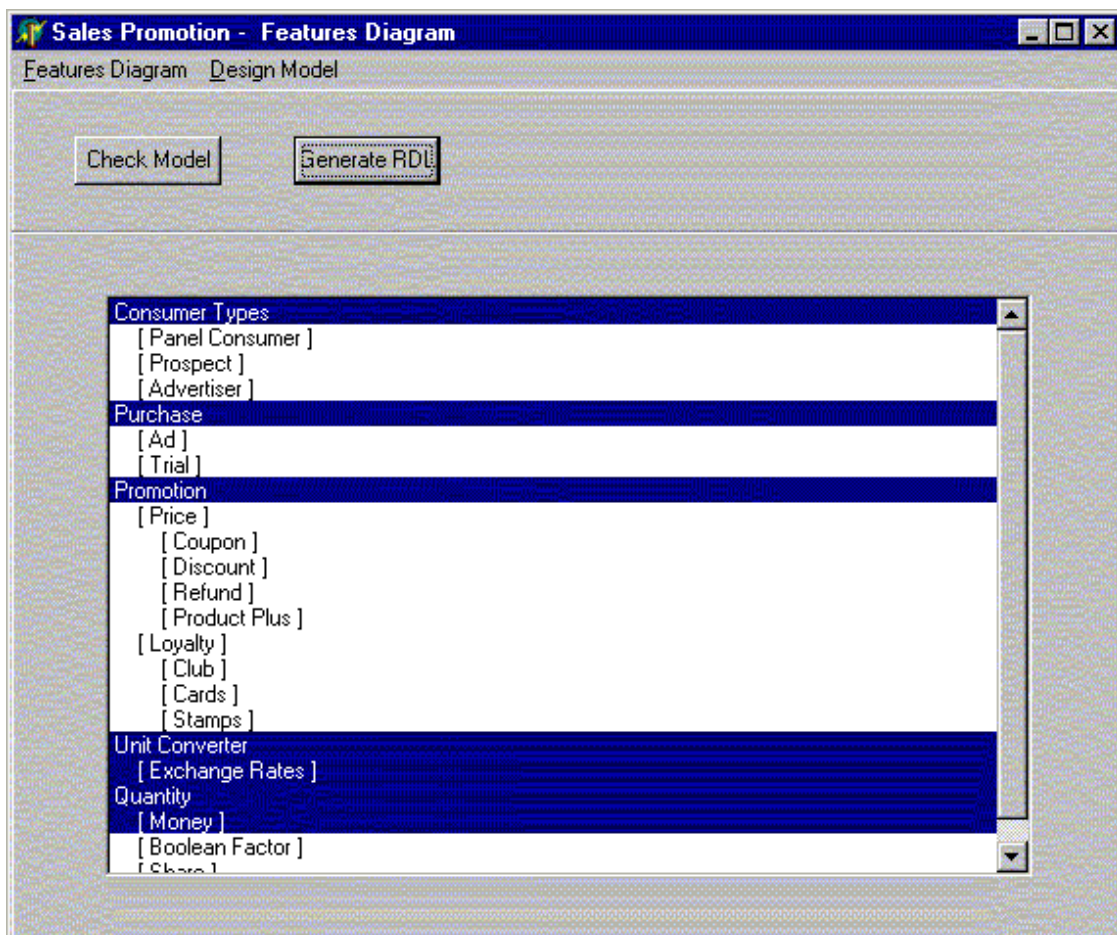 Sales Promotion - Features Diagram
Features Diagram Design Model
Check Model Generate RDL
Consumer Types
[ Panel Consumer ]
[ Prospect ]
[ Advertiser ]
Purchase
[ Ad ]
[ Trial ]
Promotion
[ Price ]
[ Coupon ]
[ Discount ]
[ Refund ]
[ Product Plus ]
[ Loyalty ]
[ Club ]
[ Cards ]
[ Stamps ]
Unit Converter
[ Exchange Rates ]
Quantity
[ Money ]
[ Boolean Factor ]
[ Share ]